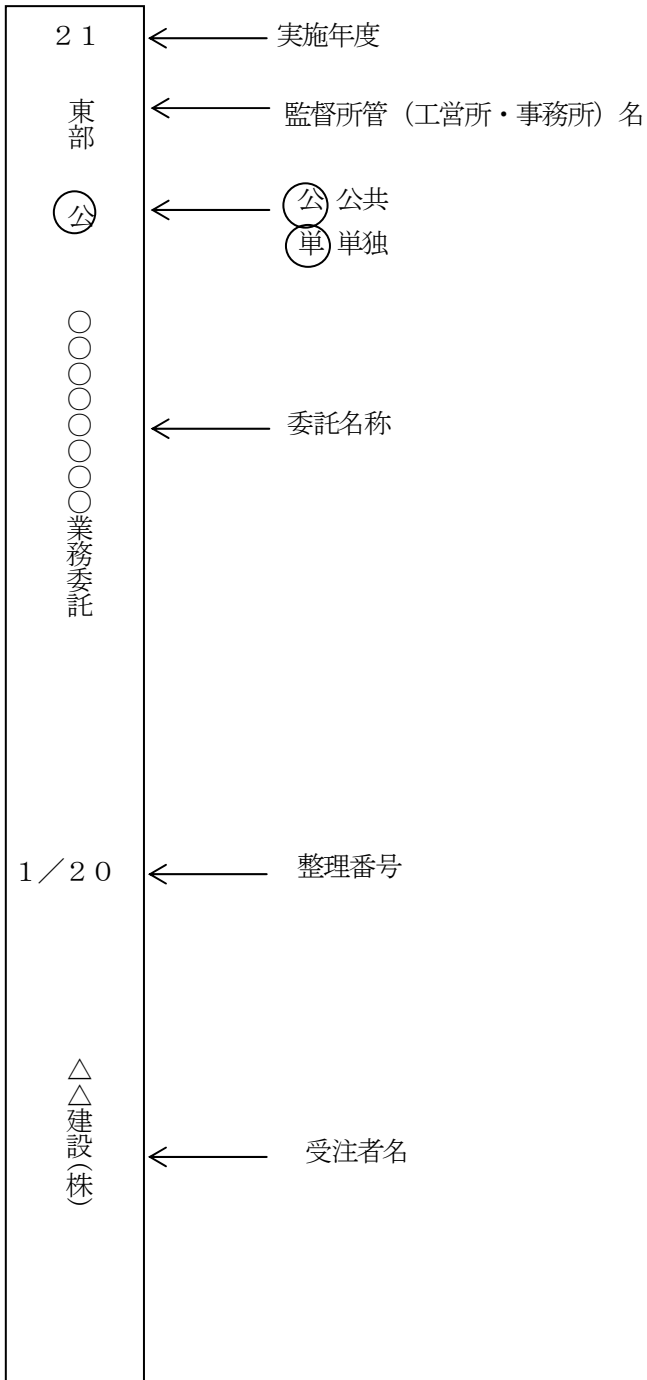 ２１
実施年度
東部
監督所管（工営所・事務所）名
公
公 公共
単 単独
○○○○○○○○業務委託
委託名称
１／２０
整理番号
△△建設（株）
受注者名